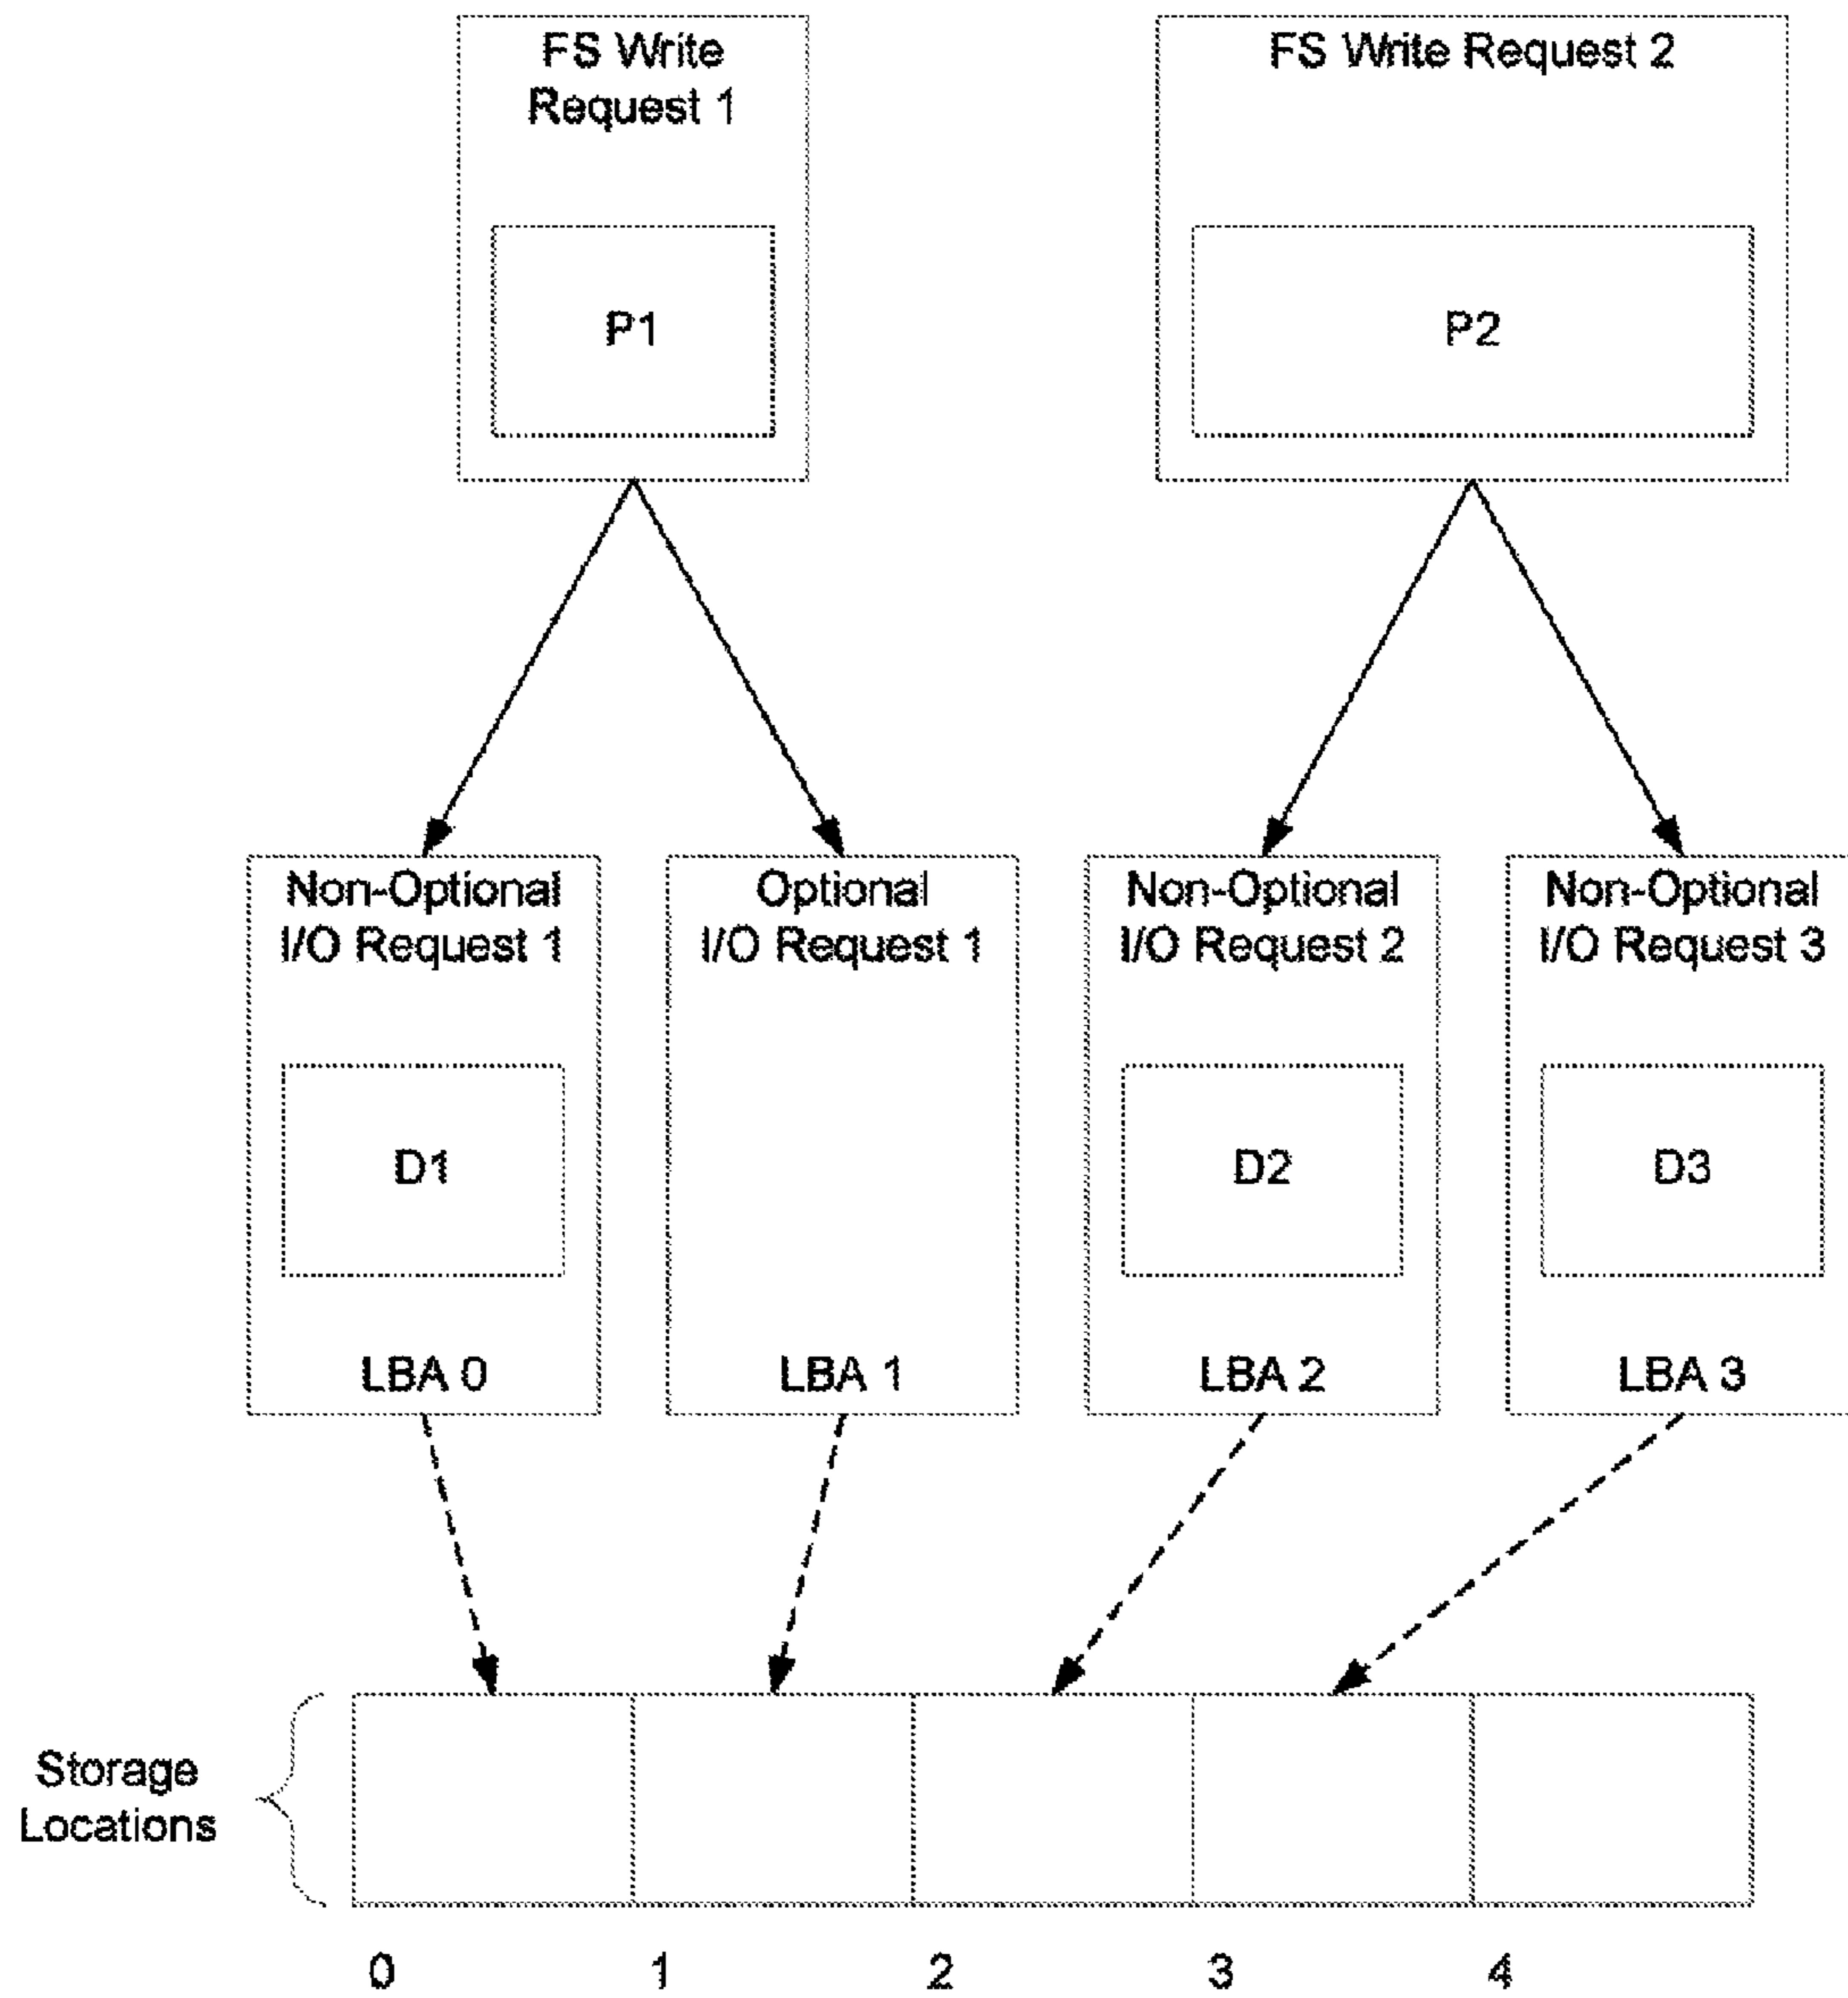 FS Write
Request 1
FS Write Request 2
P1
P2
Non-Optional
I/O Request 1
Optional
I/O Request 1
Non-Optional
I/O Request 2
Non-Optional
I/O Request 3
D1
D2
D3
LBA 0
LBA 1
LBA 2
LBA 3
Storage
Locations
0
1
2
3
4